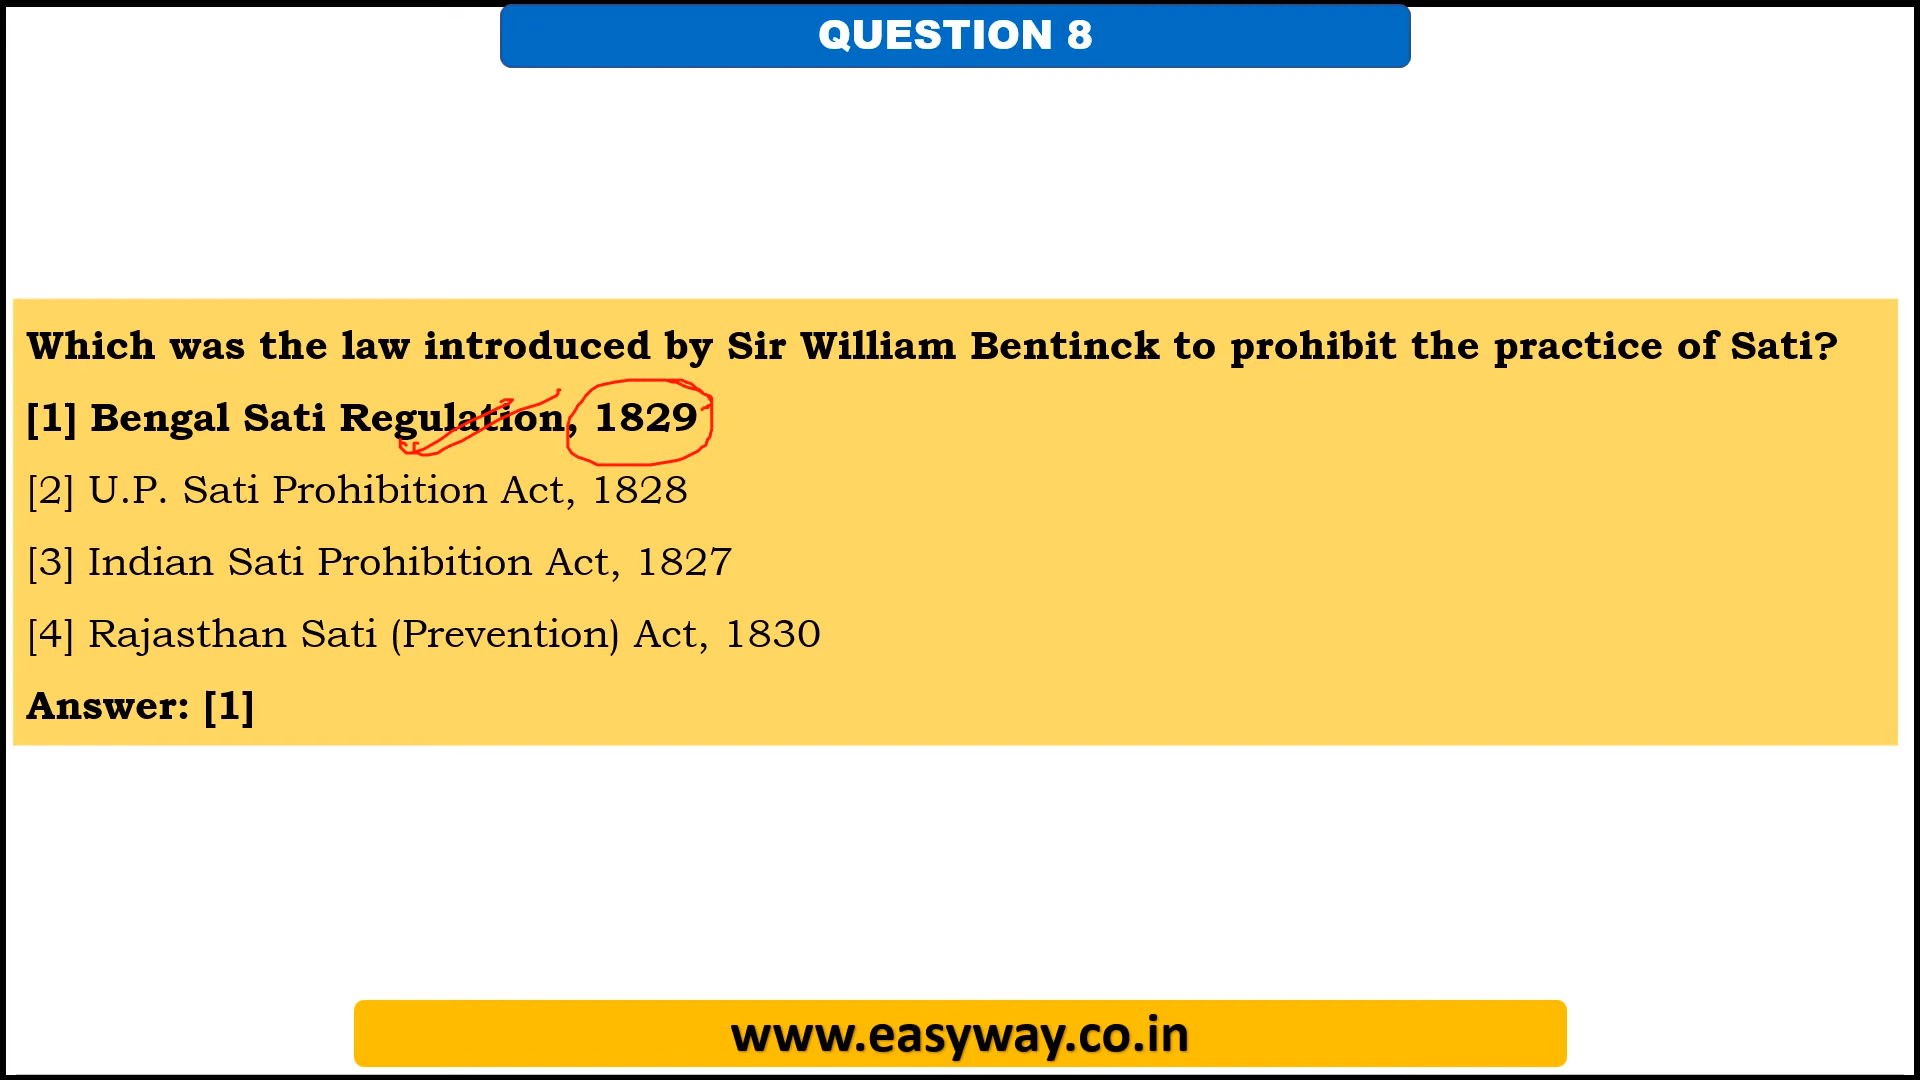 QUESTION 8
Which was the law introduced by Sir William Bentinck to prohibit the practice of Sati?
[1] Bengal Sati Regulation, 1829
[2] U.P. Sati Prohibition Act, 1828
[3] Indian Sati Prohibition Act, 1827
[4] Rajasthan Sati (Prevention) Act, 1830
Answer: [1]
www.easyway.co.in